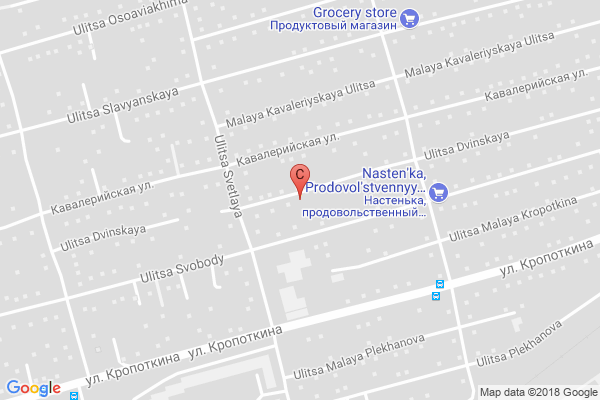 Ulitsa Osoaviakhima
Grocery store
Продуктовый магазин
Malaya Kavaleriyskaya Ulitsa
Ulitsa Slavyanskaya
Malaya Kavaleriyskaya Ulitsa
Кавалерийская ул.
Кавалерийская ул.
Ulitsa Dvinskaya
Ulitsa Svetlaya
C
Nasten'ka,
Prodovol'stvennyy...
Настенька,
продовольственный...
Кавалерийская ул.
Ulitsa Dvinskaya
Ulitsa Malaya Kropotkina
Ulitsa Svobody
ул. Кропоткина
ул. Кропоткина
ул. Кропоткина
Ulitsa Malaya Plekhanova
Ulitsa Plekhanova
Google
Map data ©2018 Google